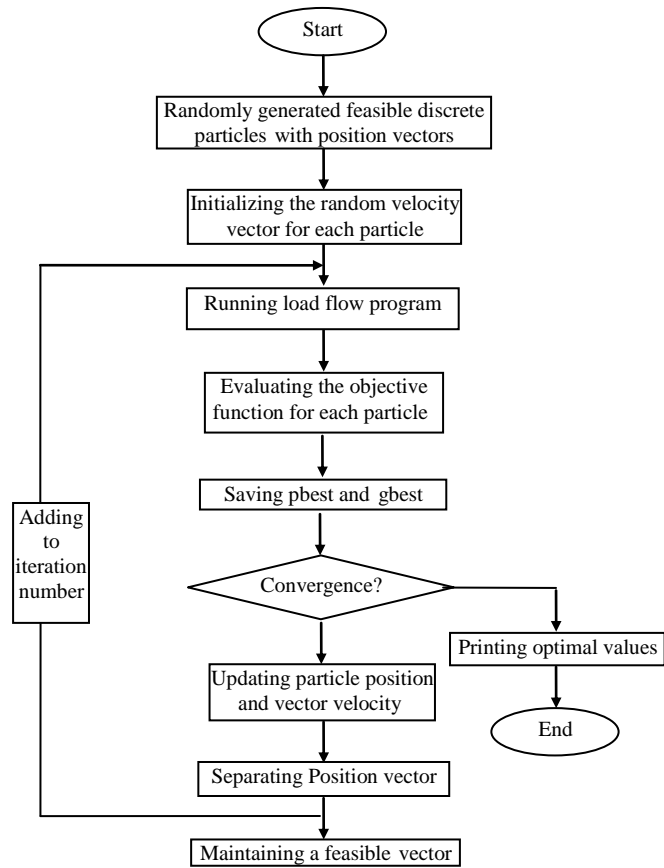 Start
Randomly generated feasible discrete
particles with position vectors
Initializing the random velocity
vector for each particle
Running load flow program
Evaluating the objective
function for each particle
Saving pbest and gbest
Adding
to
iteration
number
Convergence?
Printing optimal values
Updating particle position
and vector velocity
End
Separating Position vector
Maintaining a feasible vector